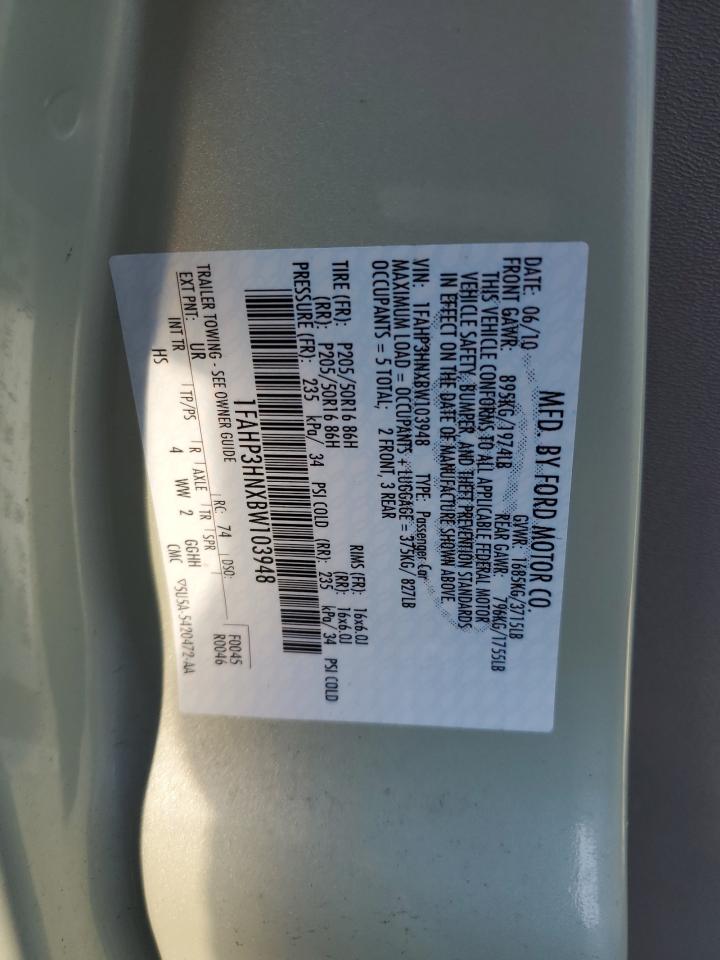 MFD. BY FORD MOTOR CO.
DATE: 06/10 GVWR: 1685KG/3715LB
FRONT GAWR: 895KG/1974LB REAR GAWR: 796KG/1755LB
THIS VEHICLE CONFORMS TO ALL APPLICABLE FEDERAL MOTOR
VEHICLE SAFETY, BUMPER, AND THEFT PREVENTION STANDARDS
IN EFFECT ON THE DATE OF MANUFACTURE SHOWN ABOVE.
VIN: 1FAHP3HNXBW103948 TYPE: Passenger Car
MAXIMUM LOAD = OCCUPANTS + LUGGAGE = 375KG/ 827LB
OCCUPANTS = 5 TOTAL; 2 FRONT, 3 REAR
TIRE (FR): P205/50R16 86H RIMS (FR): 16x6.0J
(RR): P205/50R16 86H (RR): 16x6.0J
PRESSURE (FR): 235 kPa/ 34 PSI COLD (RR): 235 kPa/ 34 PSI COLD
1FAHP3HNXBW103948
F0045
R0046
TRAILER TOWING - SEE OWNER GUIDE RC: 74 DSO:
EXT PNT: UR
INT TR TP/PS R AXLE TR SPR
HS 4 WW 2 GGHH
CMC 5U5A-5420472-AA